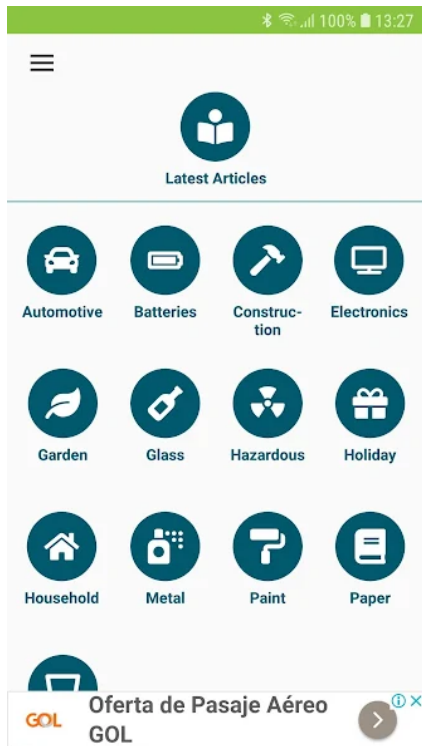 100% 13:27
Latest Articles
Automotive
Batteries
Construc-
tion
Electronics
Garden
Glass
Hazardous
Holiday
Household
Metal
Paint
Paper
GOL
Oferta de Pasaje Aéreo
GOL